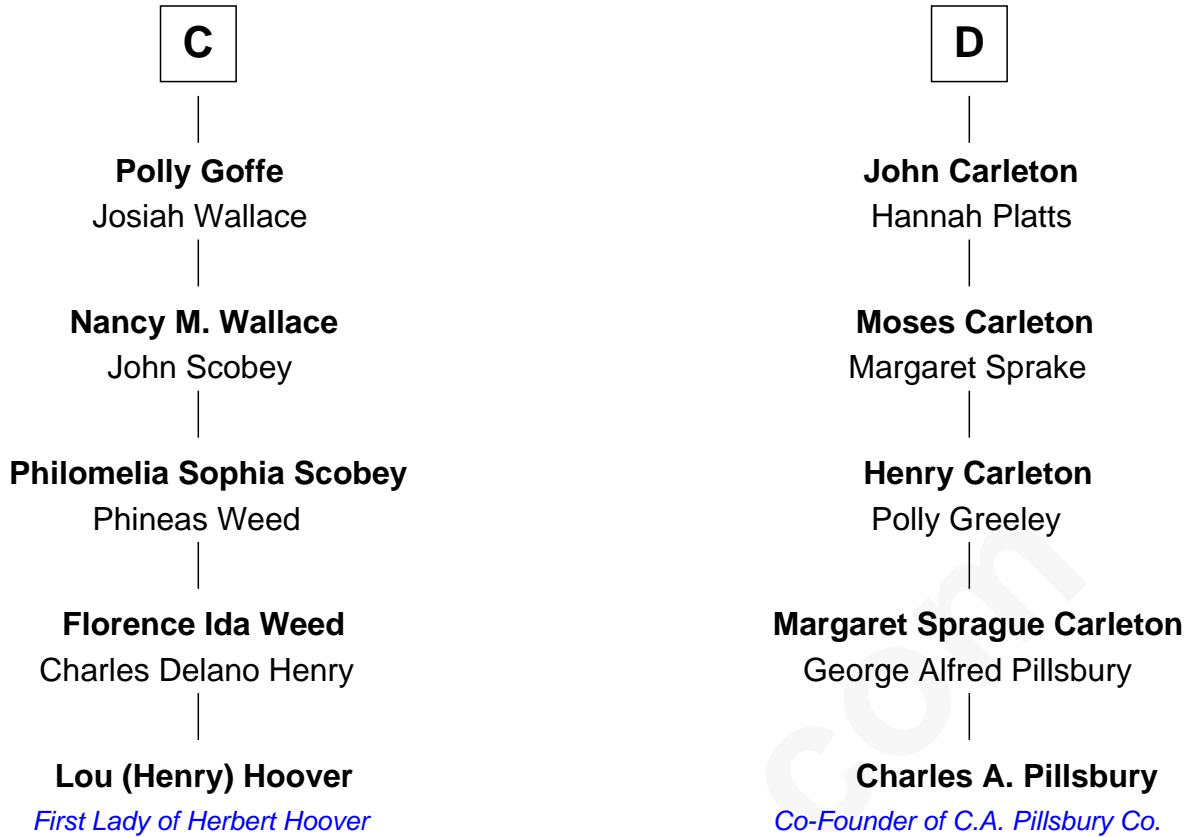 C
Polly Goffe
Josiah Wallace
Nancy M. Wallace
John Scobey
Philomelia Sophia Scobey
Phineas Weed
Florence Ida Weed
Charles Delano Henry
Lou (Henry) Hoover
First Lady of Herbert Hoover
D
John Carleton
Hannah Platts
Moses Carleton
Margaret Sprake
Henry Carleton
Polly Greeley
Margaret Sprague Carleton
George Alfred Pillsbury
Charles A. Pillsbury
Co-Founder of C.A. Pillsbury Co.
com